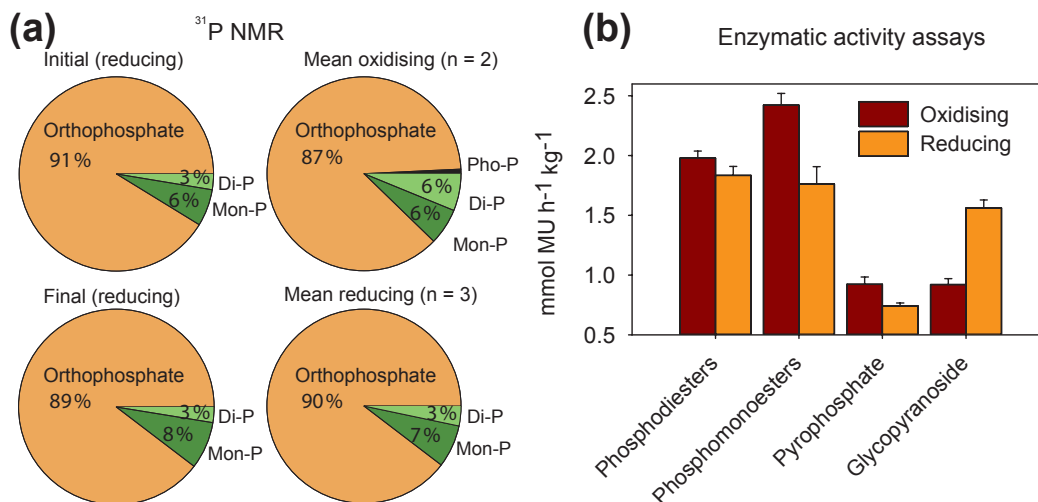 (a)
31P NMR
Initial (reducing)
Orthophosphate
91%
3%
Di-P
6%
Mon-P
Mean oxidising (n = 2)
Orthophosphate
87%
Pho-P
6%
Di-P
6%
Mon-P
Final (reducing)
Orthophosphate
89%
3%
Di-P
8%
Mon-P
Mean reducing (n = 3)
Orthophosphate
90%
3%
Di-P
7%
Mon-P
(b)
Enzymatic activity assays
mmol MU h-1 kg-1
2.5
2.0
1.5
1.0
0.5
Oxidising
Reducing
Phosphodiesters
Phosphomonoesters
Pyrophosphate
Glycopyranoside